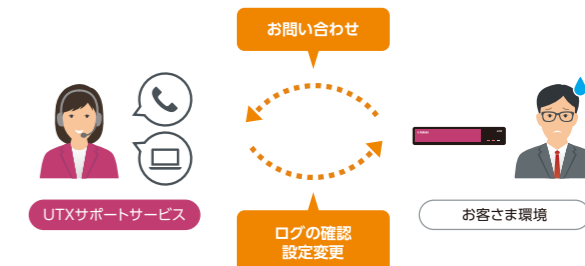 お問い合わせ
UTXサポートサービス
お客さま環境
ログの確認
設定変更